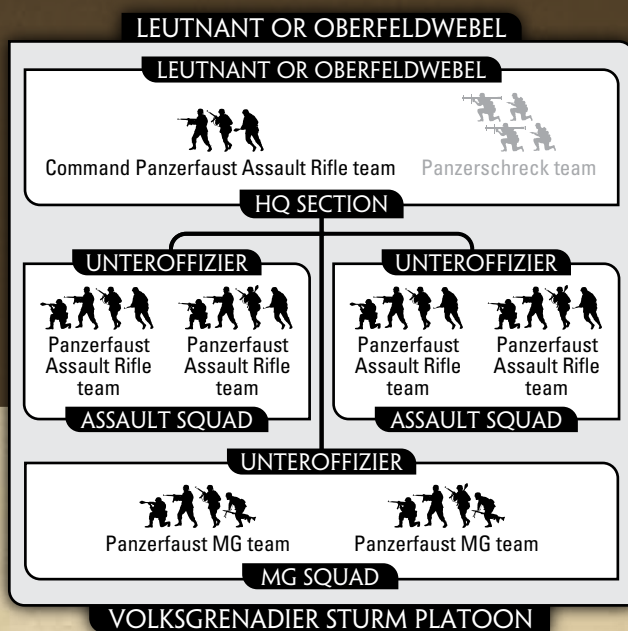 LEUTNANT OR OBERFELDWEBEL
LEUTNANT OR OBERFELDWEBEL
Command Panzerfaust Assault Rifle team
Panzerschreck team
HQ SECTION
UNTEROFFIZIER
Panzerfaust
Assault Rifle
team
Panzerfaust
Assault Rifle
team
ASSAULT SQUAD
UNTEROFFIZIER
Panzerfaust
Assault Rifle
team
Panzerfaust
Assault Rifle
team
ASSAULT SQUAD
UNTEROFFIZIER
Panzerfaust MG team
Panzerfaust MG team
MG SQUAD
VOLKSGRENADIER STURM PLATOON